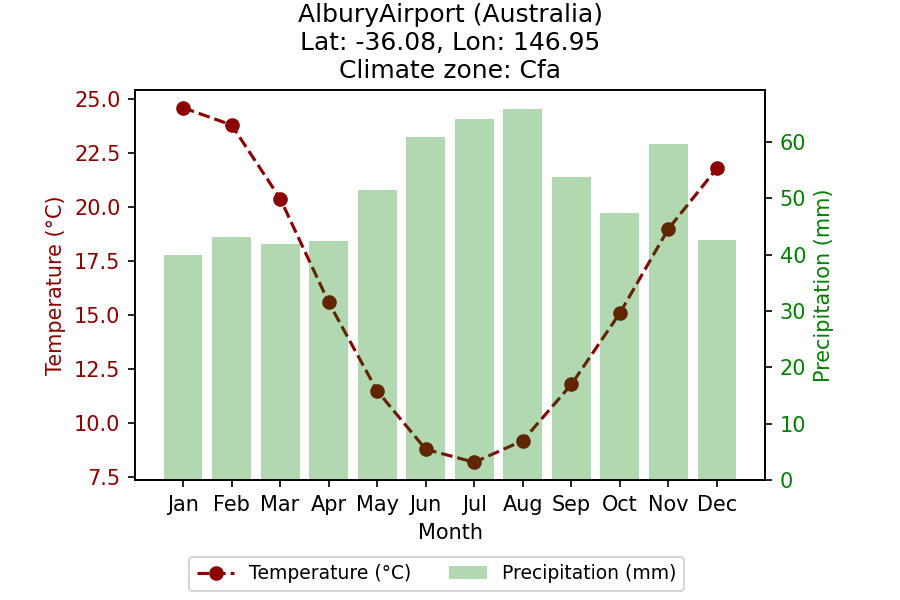 AlburyAirport (Australia)
Lat: -36.08, Lon: 146.95
Climate zone: Cfa
25.0
22.5
20.0
17.5
15.0
12.5
10.0
7.5
Temperature (°C)
60
50
40
30
20
10
0
Precipitation (mm)
Jan Feb Mar Apr May Jun Jul Aug Sep Oct Nov Dec
Month
Temperature (°C) Precipitation (mm)